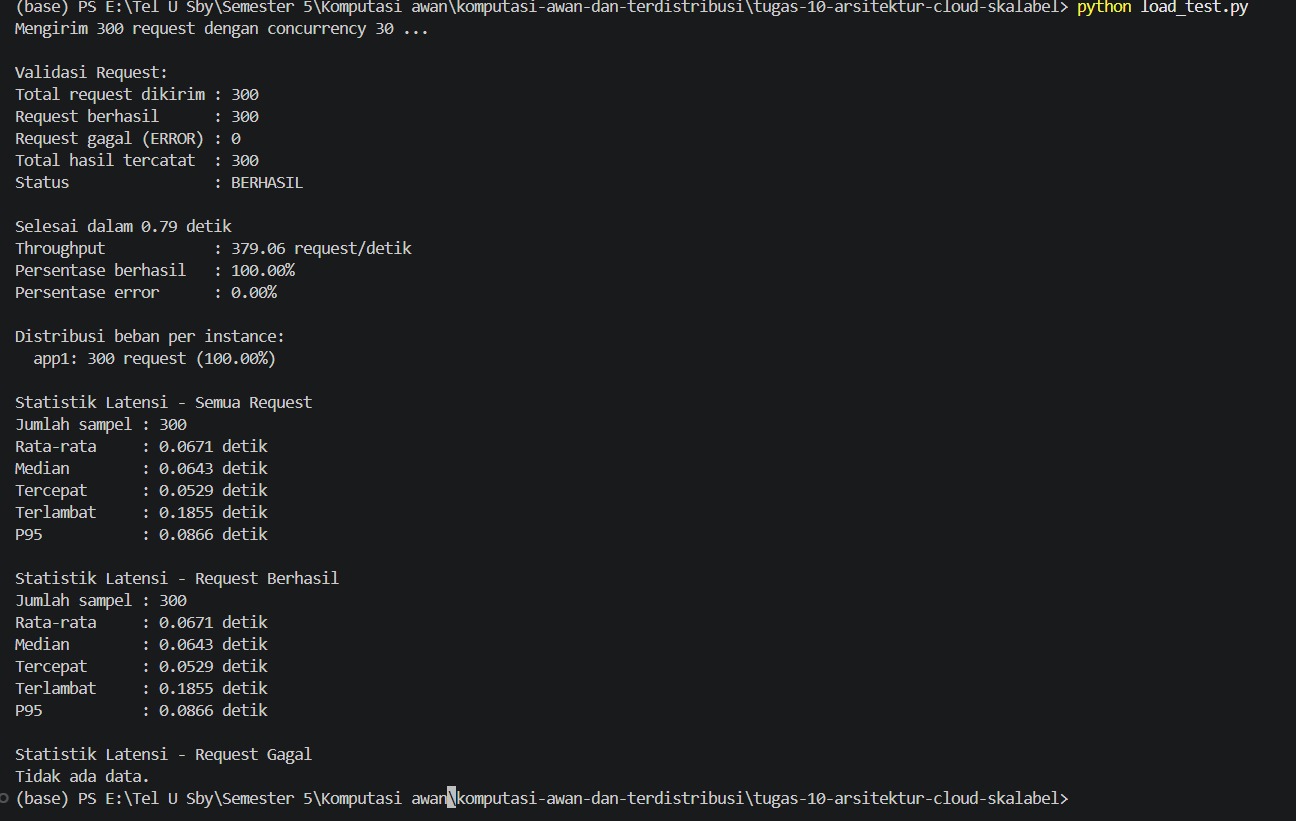 (base) PS E:\Tel U Sby\Semester 5\Komputasi awan\komputasi-awan-dan-terdistribusi\tugas-10-arsitektur-cloud-skalabel> python load_test.py
Mengirim 300 request dengan concurrency 30 ...
Validasi Request:
Total request dikirim : 300
Request berhasil      : 300
Request gagal (ERROR) : 0
Total hasil tercatat  : 300
Status                : BERHASIL
Selesai dalam 0.79 detik
Throughput            : 379.06 request/detik
Persentase berhasil   : 100.00%
Persentase error      : 0.00%
Distribusi beban per instance:
  app1: 300 request (100.00%)
Statistik Latensi - Semua Request
Jumlah sampel : 300
Rata-rata     : 0.0671 detik
Median        : 0.0643 detik
Tercepat      : 0.0529 detik
Terlambat     : 0.1855 detik
P95           : 0.0866 detik
Statistik Latensi - Request Berhasil
Jumlah sampel : 300
Rata-rata     : 0.0671 detik
Median        : 0.0643 detik
Tercepat      : 0.0529 detik
Terlambat     : 0.1855 detik
P95           : 0.0866 detik
Statistik Latensi - Request Gagal
Tidak ada data.
(base) PS E:\Tel U Sby\Semester 5\Komputasi awan\komputasi-awan-dan-terdistribusi\tugas-10-arsitektur-cloud-skalabel>